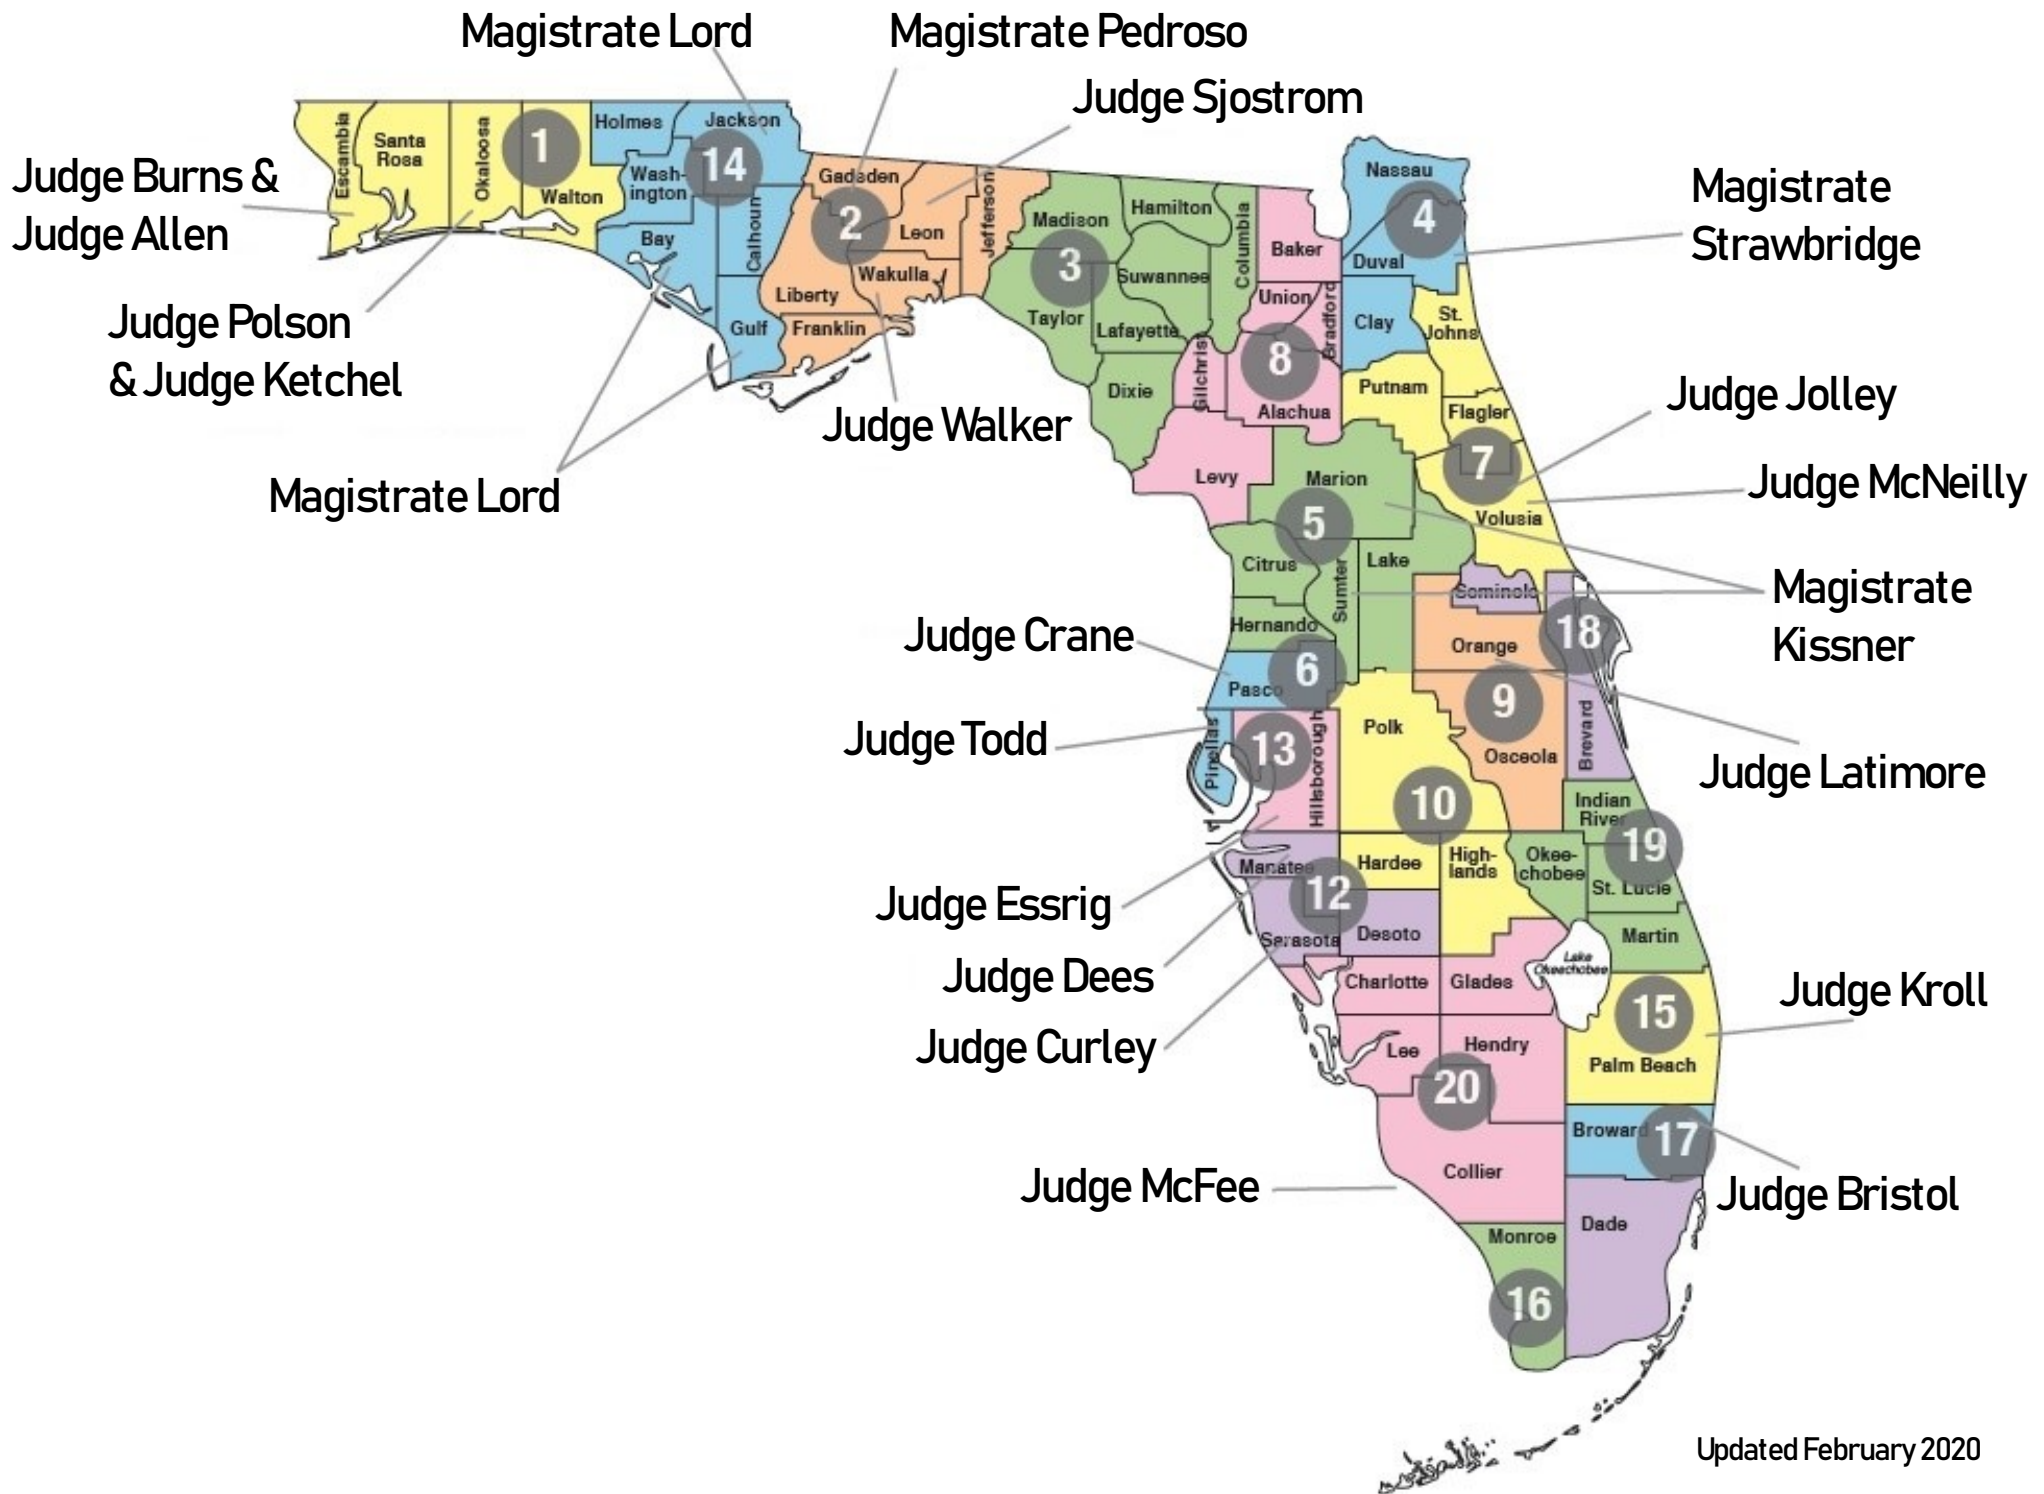 Magistrate Lord
Magistrate Pedroso
Judge Sjostrom
Judge Burns &
Judge Allen
Judge Polson
& Judge Ketchel
Magistrate Lord
Judge Walker
Magistrate
Strawbridge
Judge Jolley
Judge McNeilly
Magistrate
Kissner
Judge Crane
Judge Todd
Judge Latimore
Judge Essrig
Judge Dees
Judge Curley
Judge Kroll
Judge McFee
Judge Bristol
Escambia
Santa
Rosa
Okaloosa
1
Walton
Holmes
Jackson
Wash-
ington
14
Calhoun
Bay
Gulf
Gadsden
2
Leon
Jefferson
Wakulla
Liberty
Franklin
Madison
Hamilton
3
Suwannee
Columbia
Taylor
Lafayette
Dixie
Baker
Union
Bradford
8
Gilchrist
Alachua
Levy
Nassau
4
Duval
Clay
St.
Johns
Putnam
Flagler
7
Volusia
Marion
5
Citrus
Sumter
Lake
Hernando
6
Pasco
Pinellas
13
Hillsborough
Seminole
Orange
18
9
Osceola
Brevard
Polk
10
Hardee
High-
lands
Indian
River
19
Okee-
chobee
St. Lucie
Martin
Manatee
12
Sarasota
Desoto
Charlotte
Glades
Lake
Okeechobee
Lee
Hendry
20
Collier
15
Palm Beach
Broward
17
Dade
Monroe
16
Updated February 2020